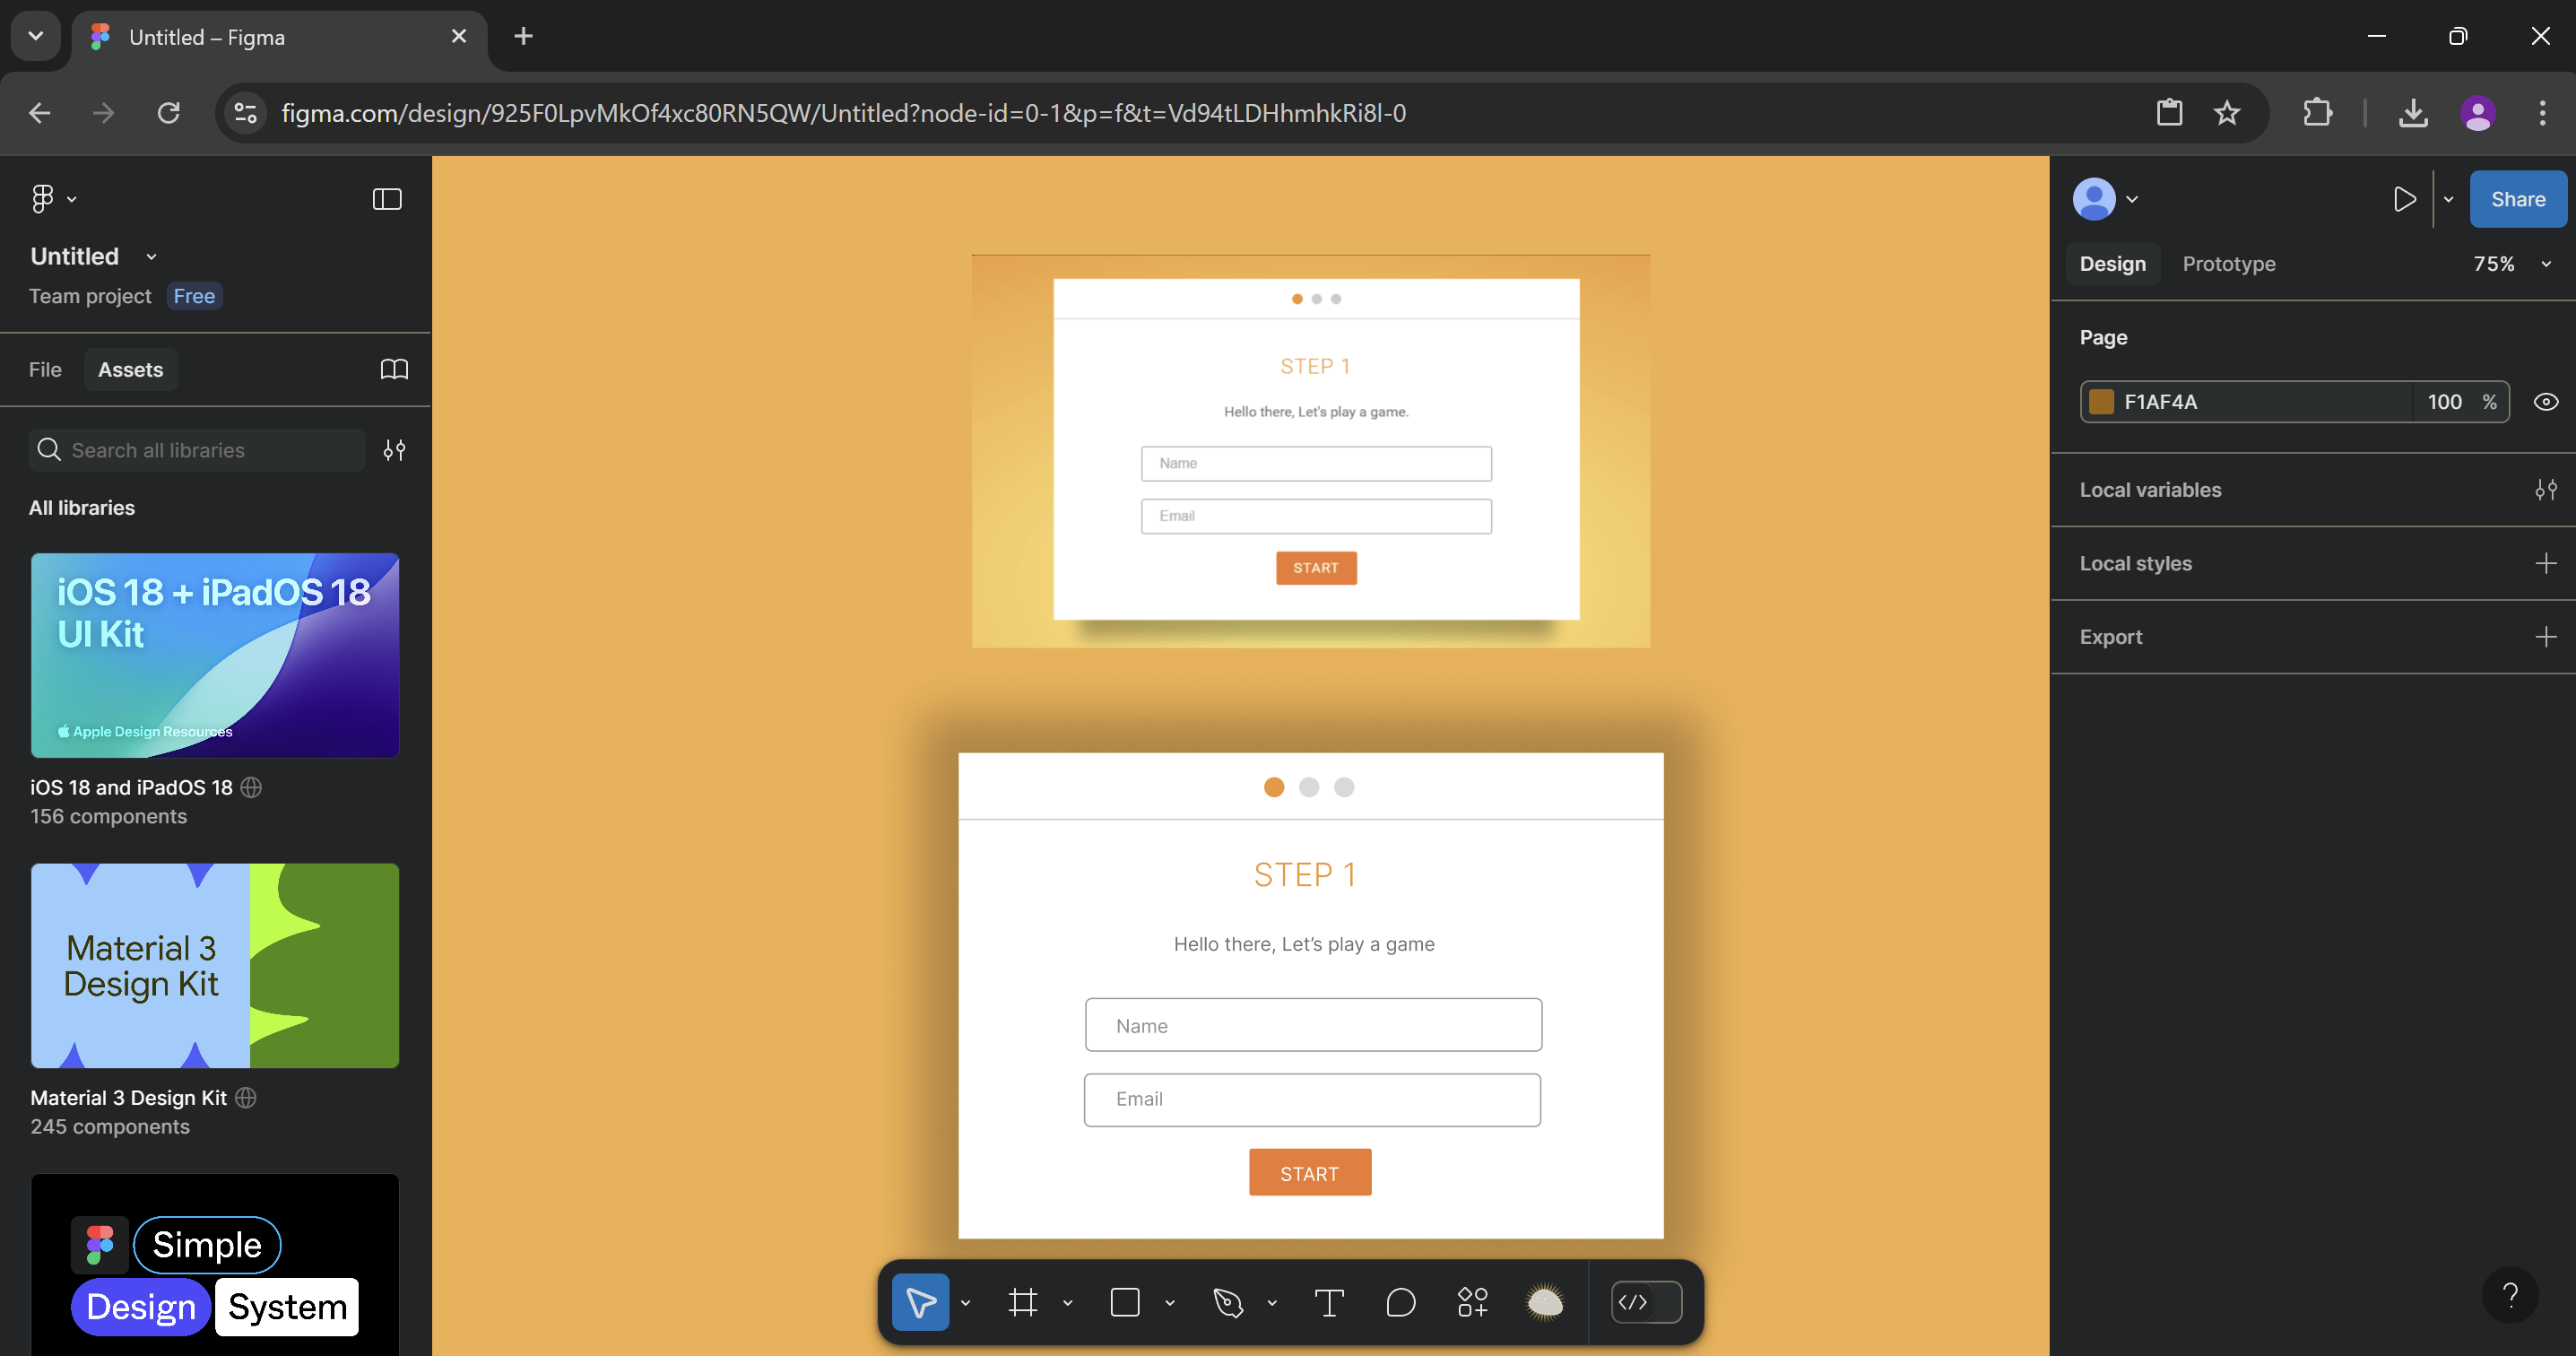 Untitled – Figma
figma.com/design/925F0LpvMkOf4xc80RN5QW/Untitled?node-id=0-1&p=f&t=Vd94tLDHhmhkRi8l-0
Untitled
Team project Free
File Assets
Search all libraries
All libraries
iOS 18 + iPadOS 18
UI Kit
Apple Design Resources
iOS 18 and iPadOS 18
156 components
Material 3
Design Kit
Material 3 Design Kit
245 components
Simple
Design System
STEP 1
Hello there, Let's play a game.
Name
Email
START
STEP 1
Hello there, Let’s play a game
Name
Email
START
Share
Design Prototype 75%
Page
F1AF4A 100 %
Local variables
Local styles
Export
?